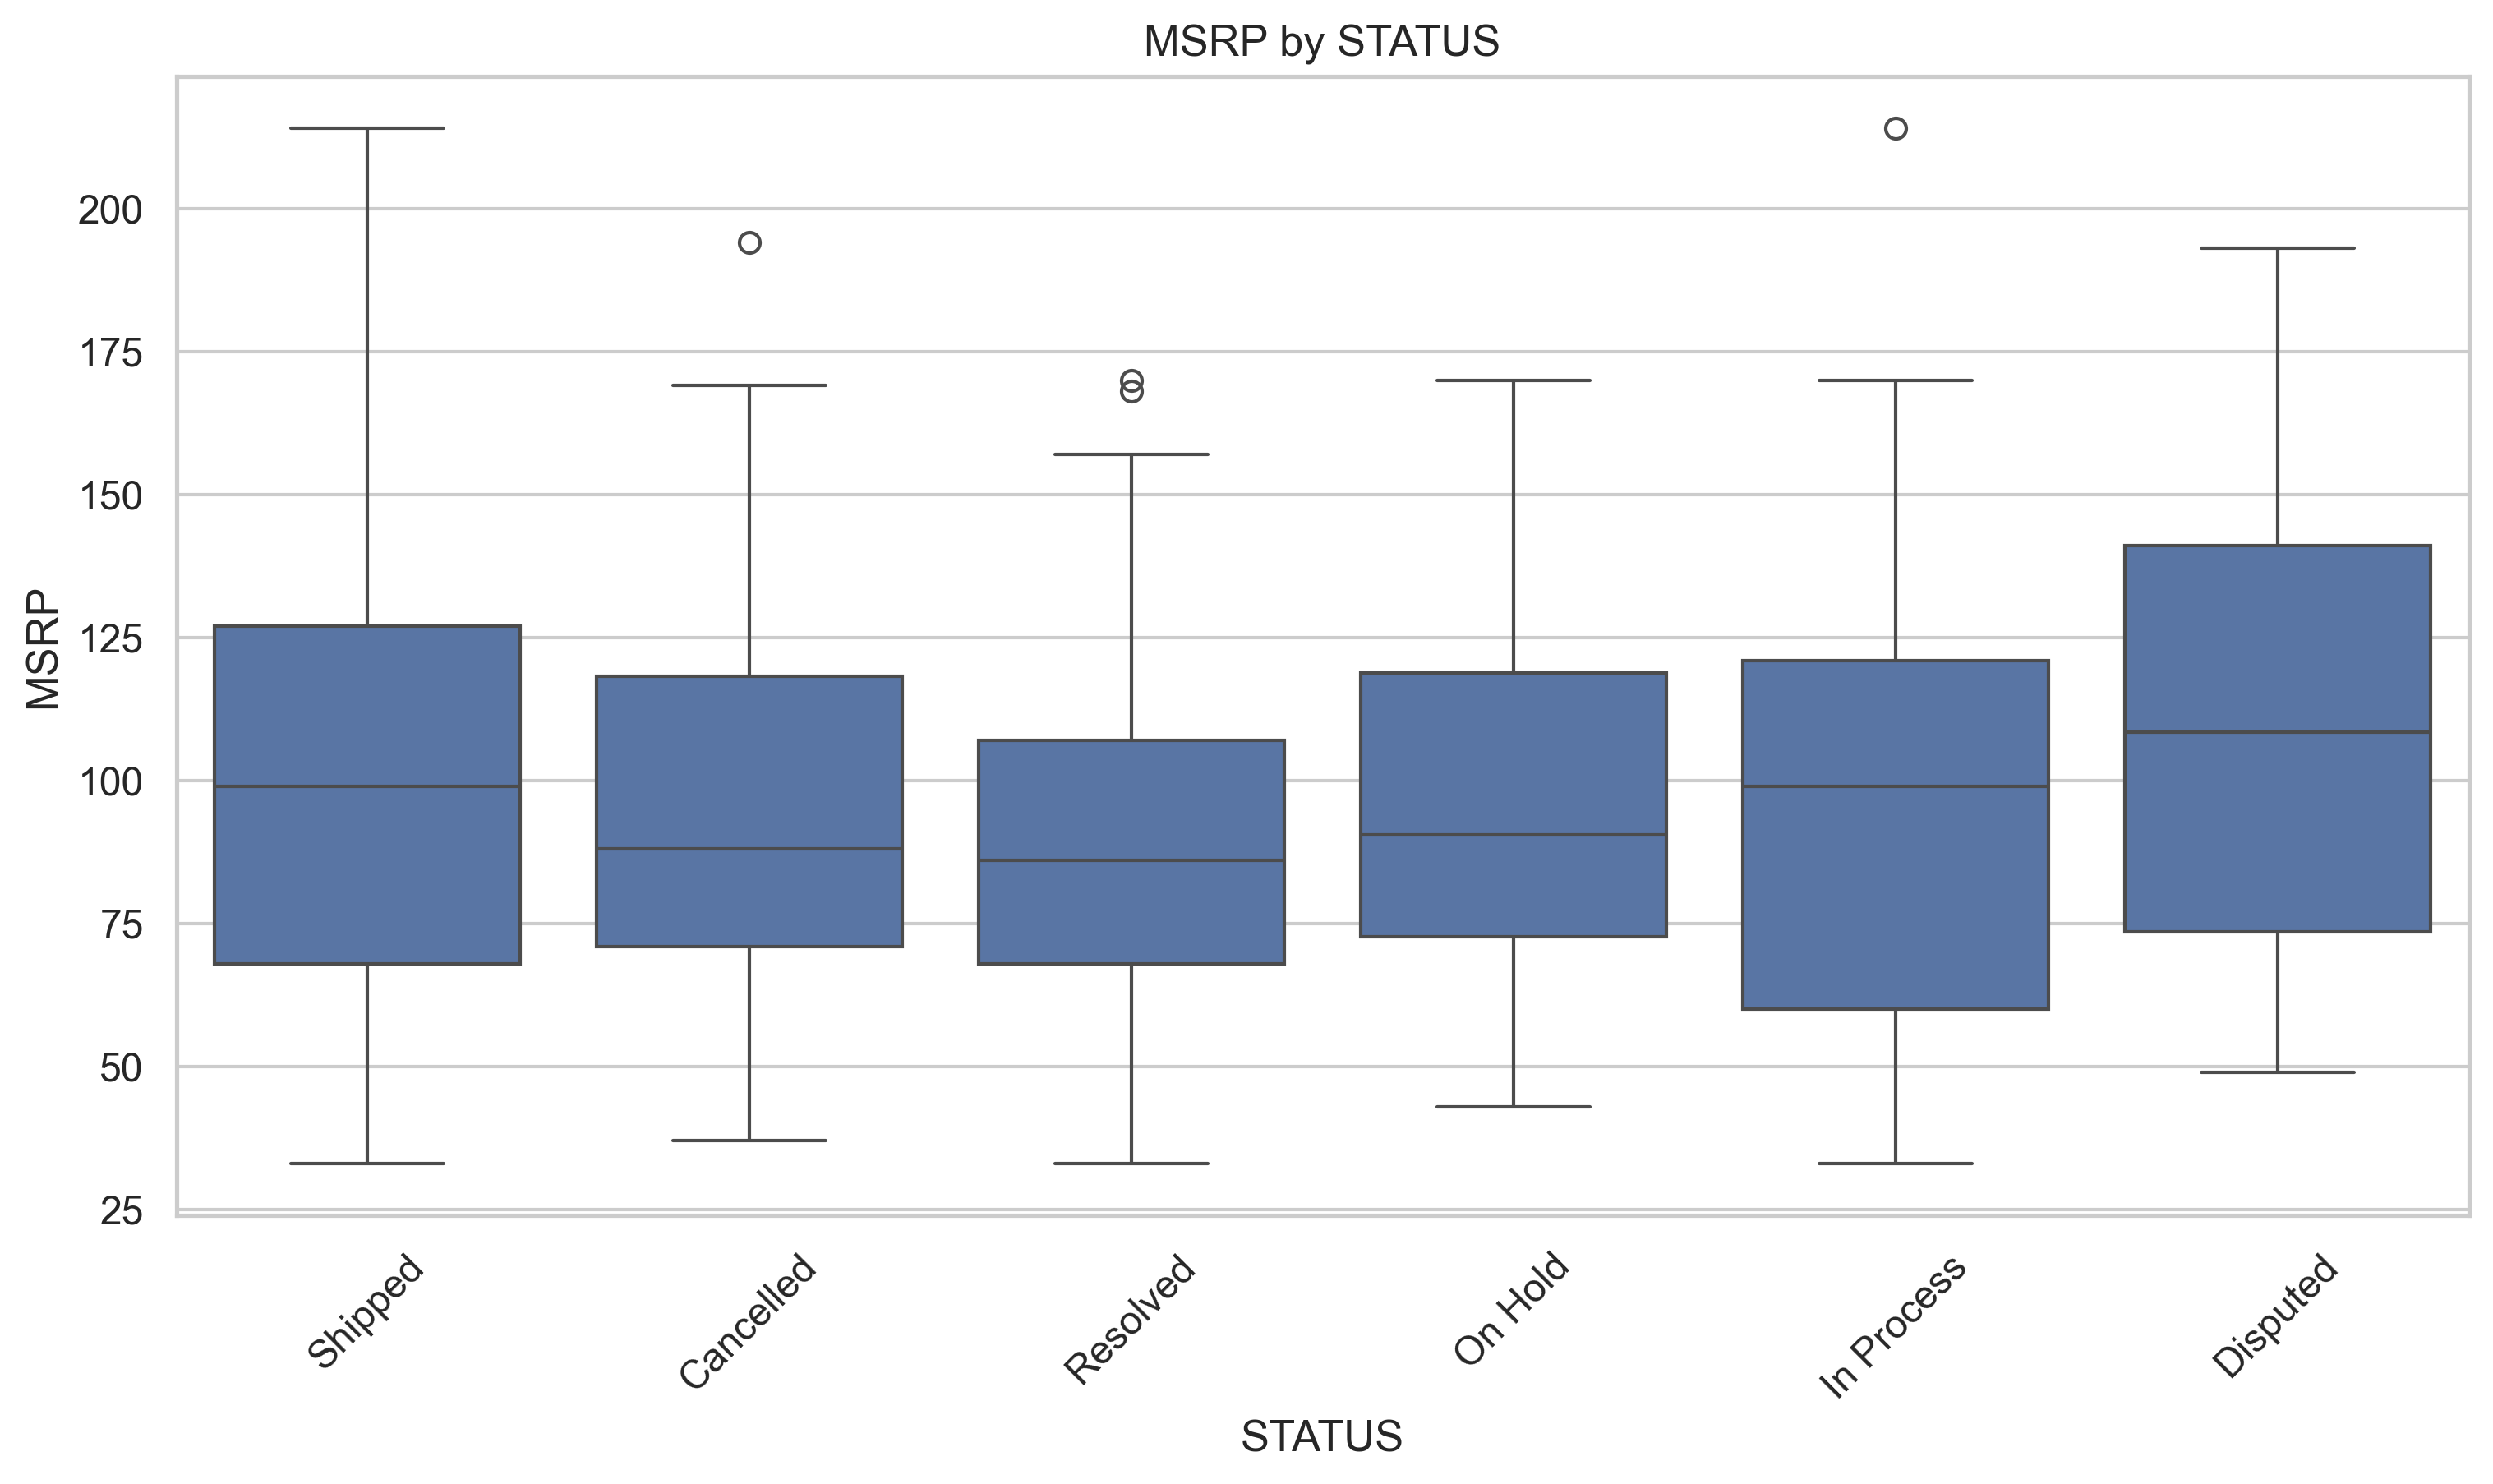 MSRP by STATUS
MSRP
200
175
150
125
100
75
50
25
Shipped
Cancelled
Resolved
On Hold
In Process
Disputed
STATUS